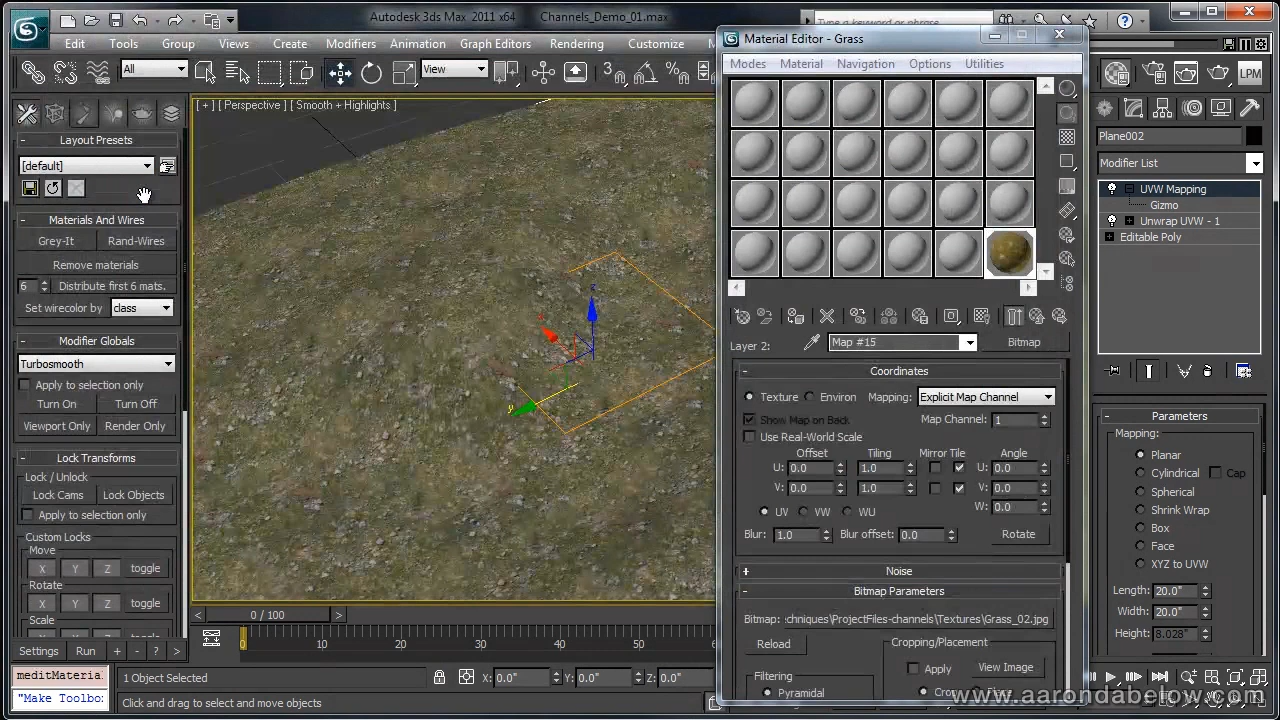 Autodesk 3ds Max 2011 x64 Channels_Demo_01.max
Edit Tools Group Views Create Modifiers Animation Graph Editors Rendering Customize
All View
LPM
[ + ] [ Perspective ] [ Smooth + Highlights ]
Layout Presets
[default]
Materials And Wires
Grey-It Rand-Wires
Remove materials
6 Distribute first 6 mats.
Set wirecolor by class
Modifier Globals
Turbosmooth
Apply to selection only
Turn On Turn Off
Viewport Only Render Only
Lock Transforms
Lock / Unlock
Lock Cams Lock Objects
Apply to selection only
Custom Locks
Move
X Y Z toggle
Rotate
X Y Z toggle
Scale
Settings Run + - ? >
z
x
y
< 0 / 100 >
0 10 20 30 40 50
meditMaterial
"Make Toolbo:
1 Object Selected X: 0.0" Y: 0.0" Z: 0.0"
Click and drag to select and move objects
Material Editor - Grass
Modes Material Navigation Options Utilities
Layer 2: Map #15 Bitmap
Coordinates
Texture Environ Mapping: Explicit Map Channel
Show Map on Back Map Channel: 1
Use Real-World Scale
Offset Tiling Mirror Tile Angle
U: 0.0 1.0 U: 0.0
V: 0.0 1.0 V: 0.0
W: 0.0
UV VW WU
Blur: 1.0 Blur offset: 0.0 Rotate
Noise
Bitmap Parameters
Bitmap: :chniques\ProjectFiles-channels\Textures\Grass_02.jpg
Reload Cropping/Placement
Apply View Image
Filtering
Pyramidal
Plane002
Modifier List
UVW Mapping
Gizmo
Unwrap UVW - 1
Editable Poly
Parameters
Mapping:
Planar
Cylindrical Cap
Spherical
Shrink Wrap
Box
Face
XYZ to UVW
Length: 20.0"
Width: 20.0"
Height: 8.028"
www.aarondabelow.com